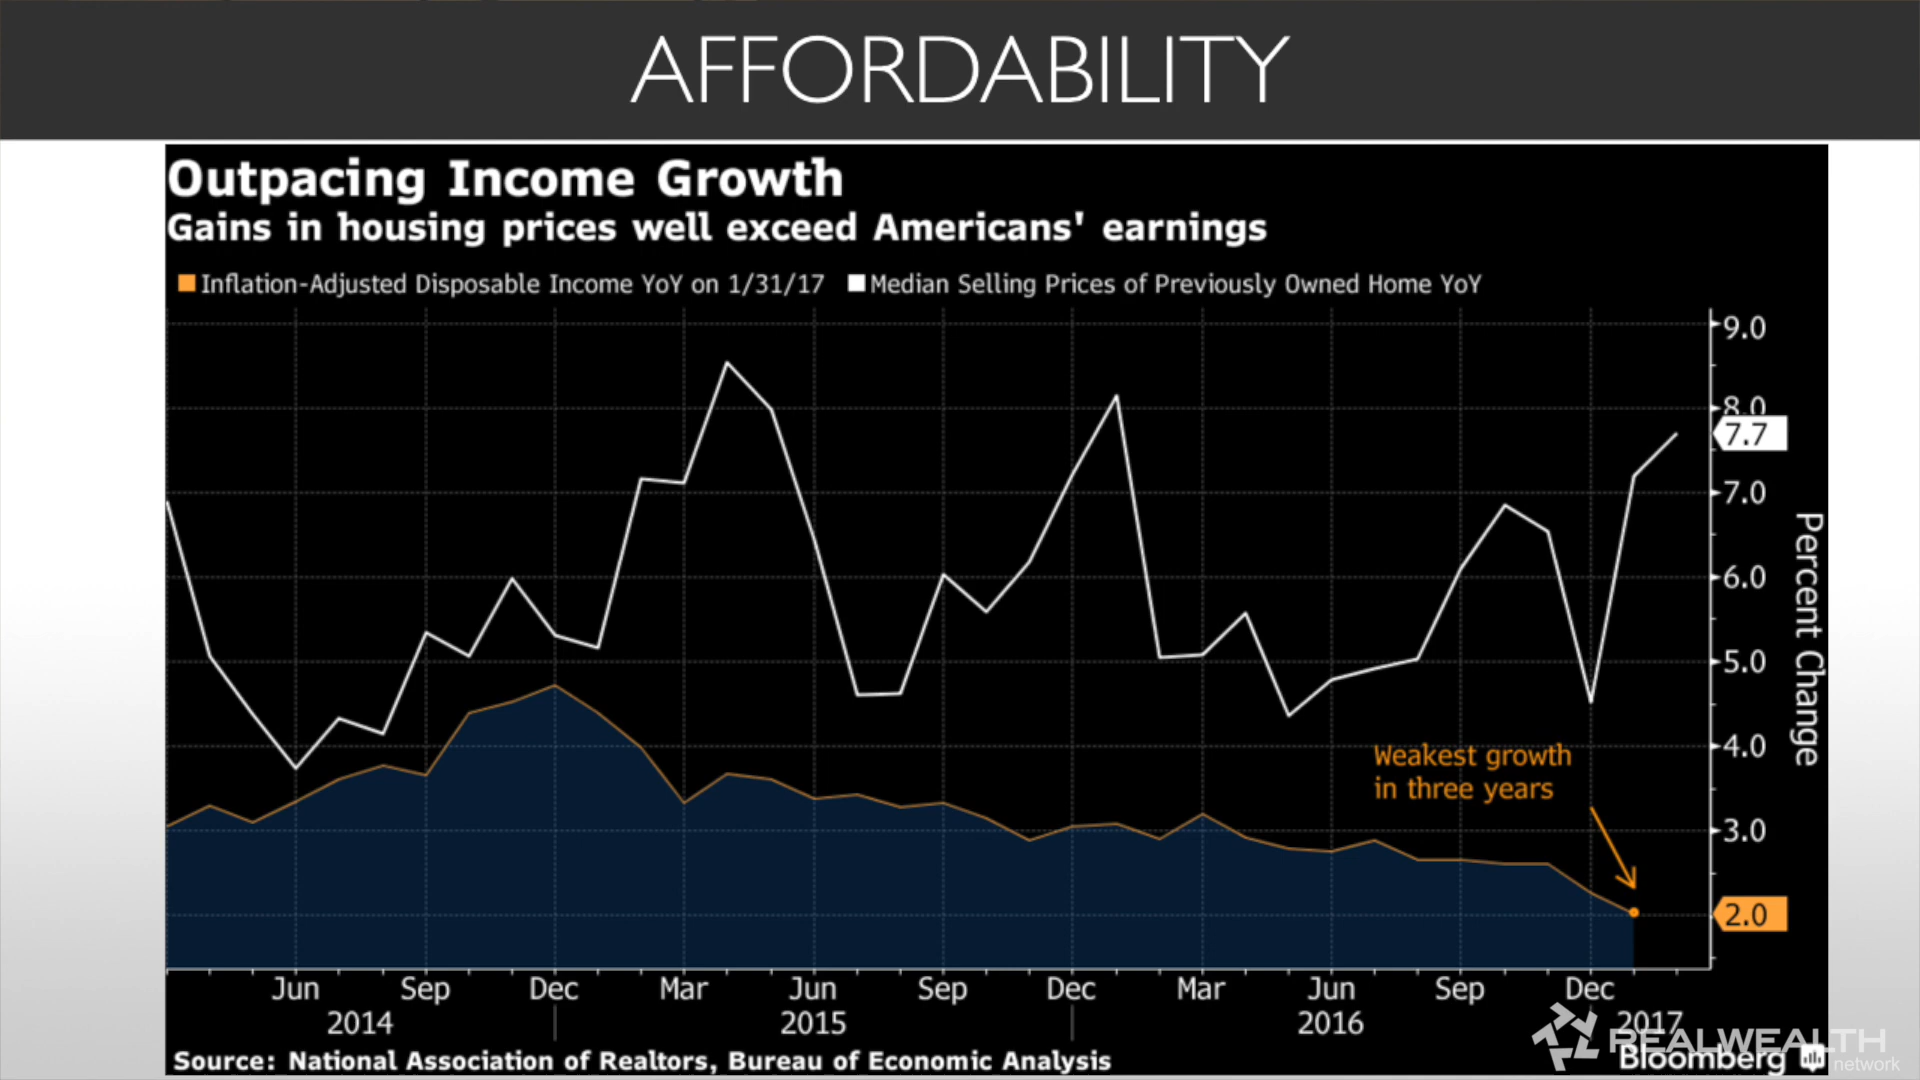 AFFORDABILITY
Outpacing Income Growth
Gains in housing prices well exceed Americans' earnings
Inflation-Adjusted Disposable Income YoY on 1/31/17 Median Selling Prices of Previously Owned Home YoY
9.0
8.0
7.7
7.0
6.0
5.0
4.0
3.0
2.0
Percent Change
Weakest growth
in three years
Jun Sep Dec Mar Jun Sep Dec Mar Jun Sep Dec
2014 2015 2016 2017
REALWEALTH
network
Source: National Association of Realtors, Bureau of Economic Analysis
Bloomberg